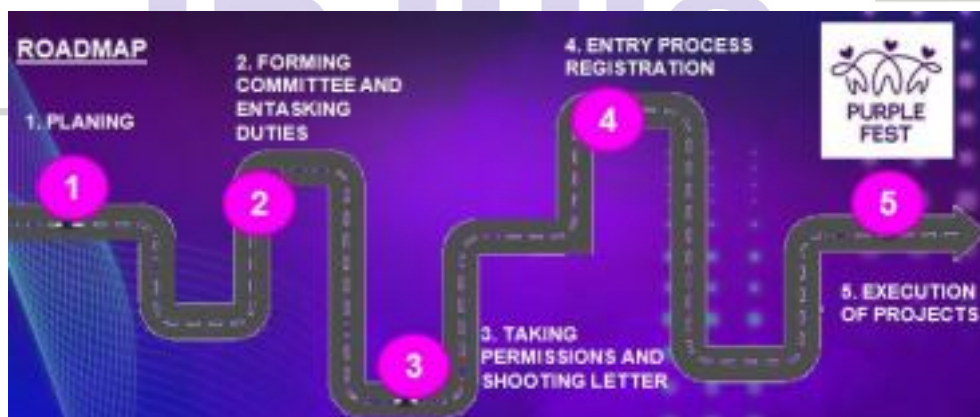 ROADMAP
1. PLANING
1
2. FORMING
COMMITTEE AND
ENTASKING
DUTIES
2
3
3. TAKING
PERMISSIONS AND
SHOOTING LETTER
4. ENTRY PROCESS
REGISTRATION
4
PURPLE
FEST
5
5. EXECUTION
OF PROJECTS